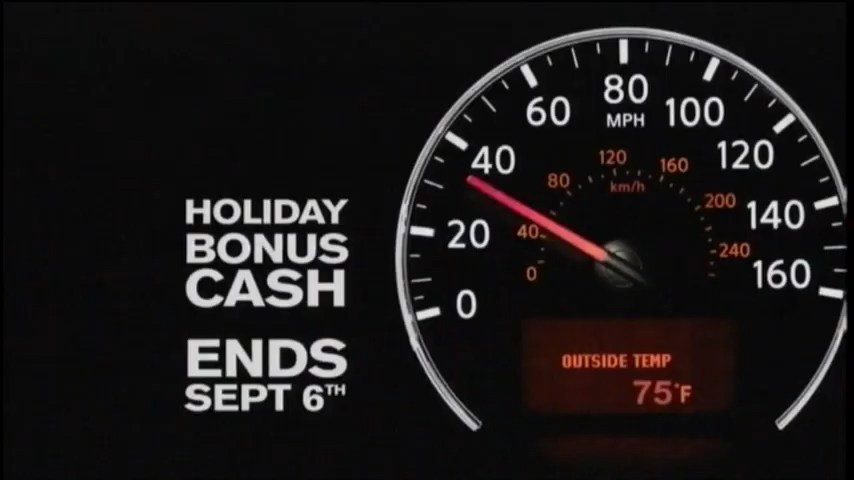 HOLIDAY
BONUS
CASH
ENDS
SEPT 6TH
0
20
40
60
80
MPH
100
120
140
160
0
40
80
120
km/h
160
200
240
OUTSIDE TEMP
75°F